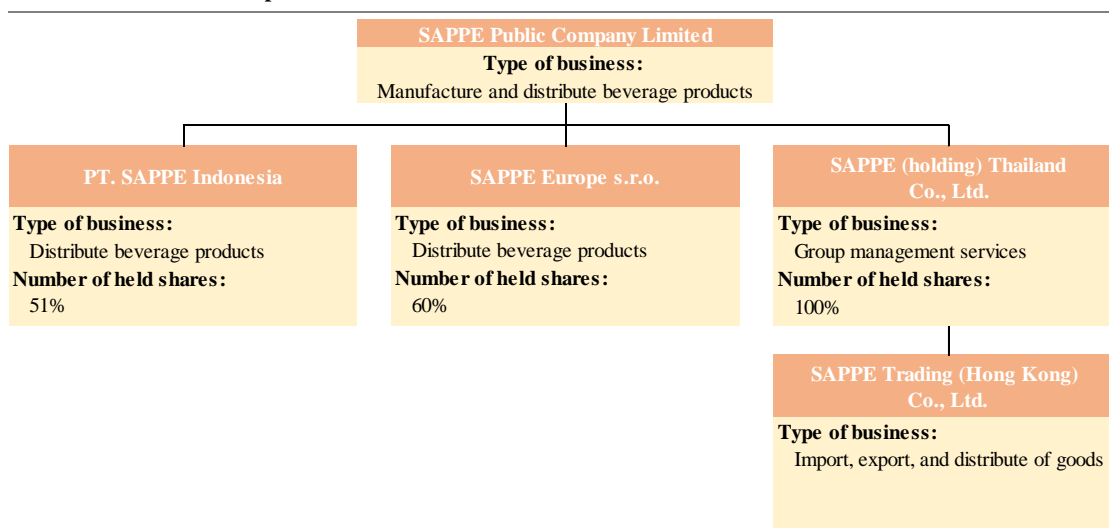 SAPPE Public Company Limited
Type of business:
Manufacture and distribute beverage products
PT. SAPPE Indonesia
Type of business:
Distribute beverage products
Number of held shares:
51%
SAPPE Europe s.r.o.
Type of business:
Distribute beverage products
Number of held shares:
60%
SAPPE (holding) Thailand
Co., Ltd.
Type of business:
Group management services
Number of held shares:
100%
SAPPE Trading (Hong Kong)
Co., Ltd.
Type of business:
Import, export, and distribute of goods